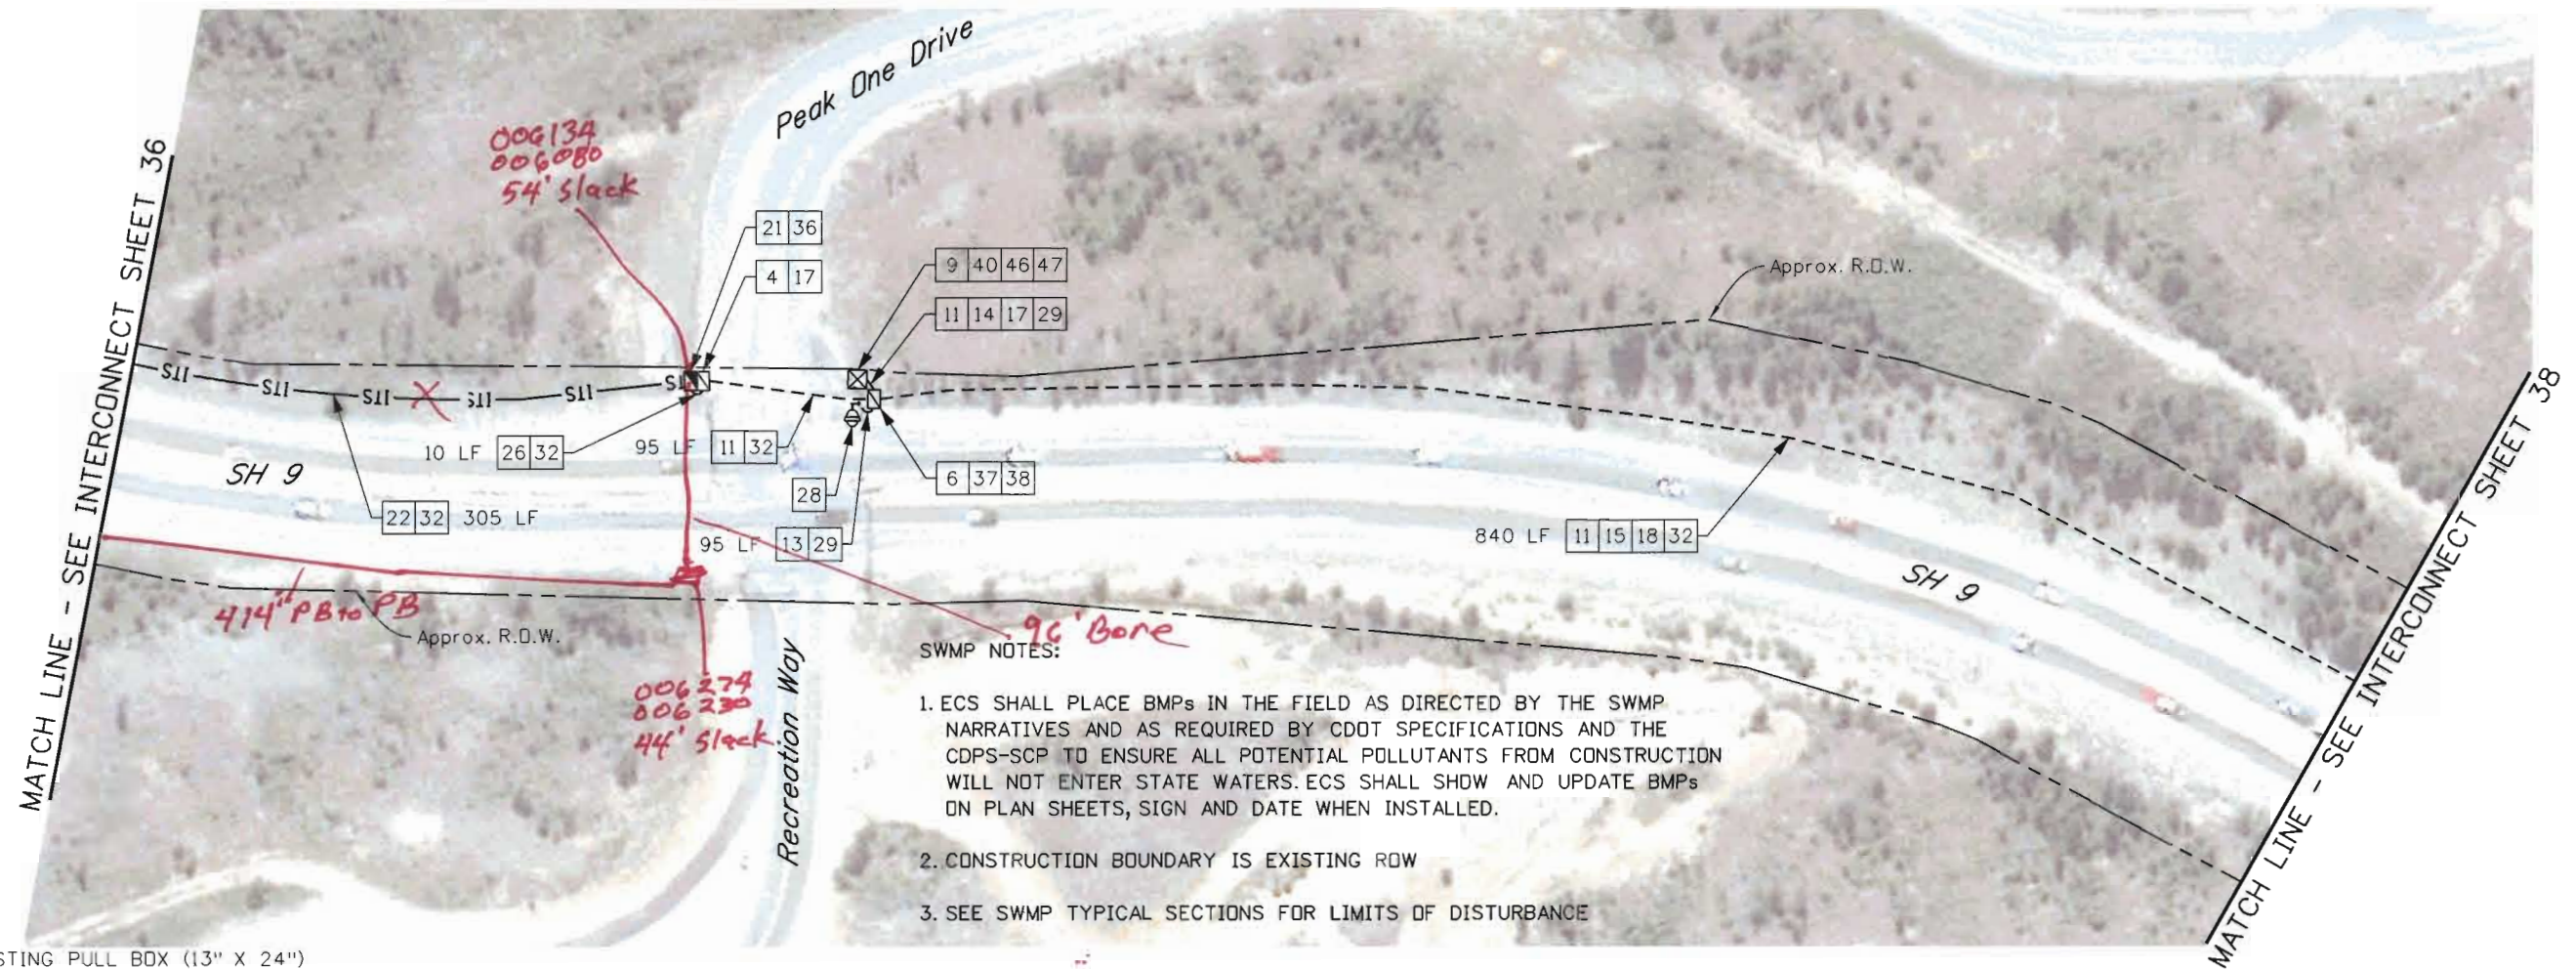 MATCH LINE - SEE INTERCONNECT SHEET 36
Peak One Drive
006134
006080
54' Slack
21 36
4 17
9 40 46 47
11 14 17 29
Approx. R.O.W.
ITS ITS ITS X ITS ITS
10 LF 26 32
95 LF 11 32
SH 9
6 37 38
28
22 32 305 LF
95 LF 13 29
840 LF 11 15 18 32
SH 9
414' PB to PB
Approx. R.O.W.
96' Bore
006274
006230
44' Slack
Recreation Way
SWMP NOTES:
1. ECS SHALL PLACE BMPs IN THE FIELD AS DIRECTED BY THE SWMP
NARRATIVES AND AS REQUIRED BY CDOT SPECIFICATIONS AND THE
CDPS-SCP TO ENSURE ALL POTENTIAL POLLUTANTS FROM CONSTRUCTION
WILL NOT ENTER STATE WATERS. ECS SHALL SHOW AND UPDATE BMPs
ON PLAN SHEETS, SIGN AND DATE WHEN INSTALLED.
2. CONSTRUCTION BOUNDARY IS EXISTING ROW
3. SEE SWMP TYPICAL SECTIONS FOR LIMITS OF DISTURBANCE
MATCH LINE - SEE INTERCONNECT SHEET 38
STING PULL BOX (13" X 24")